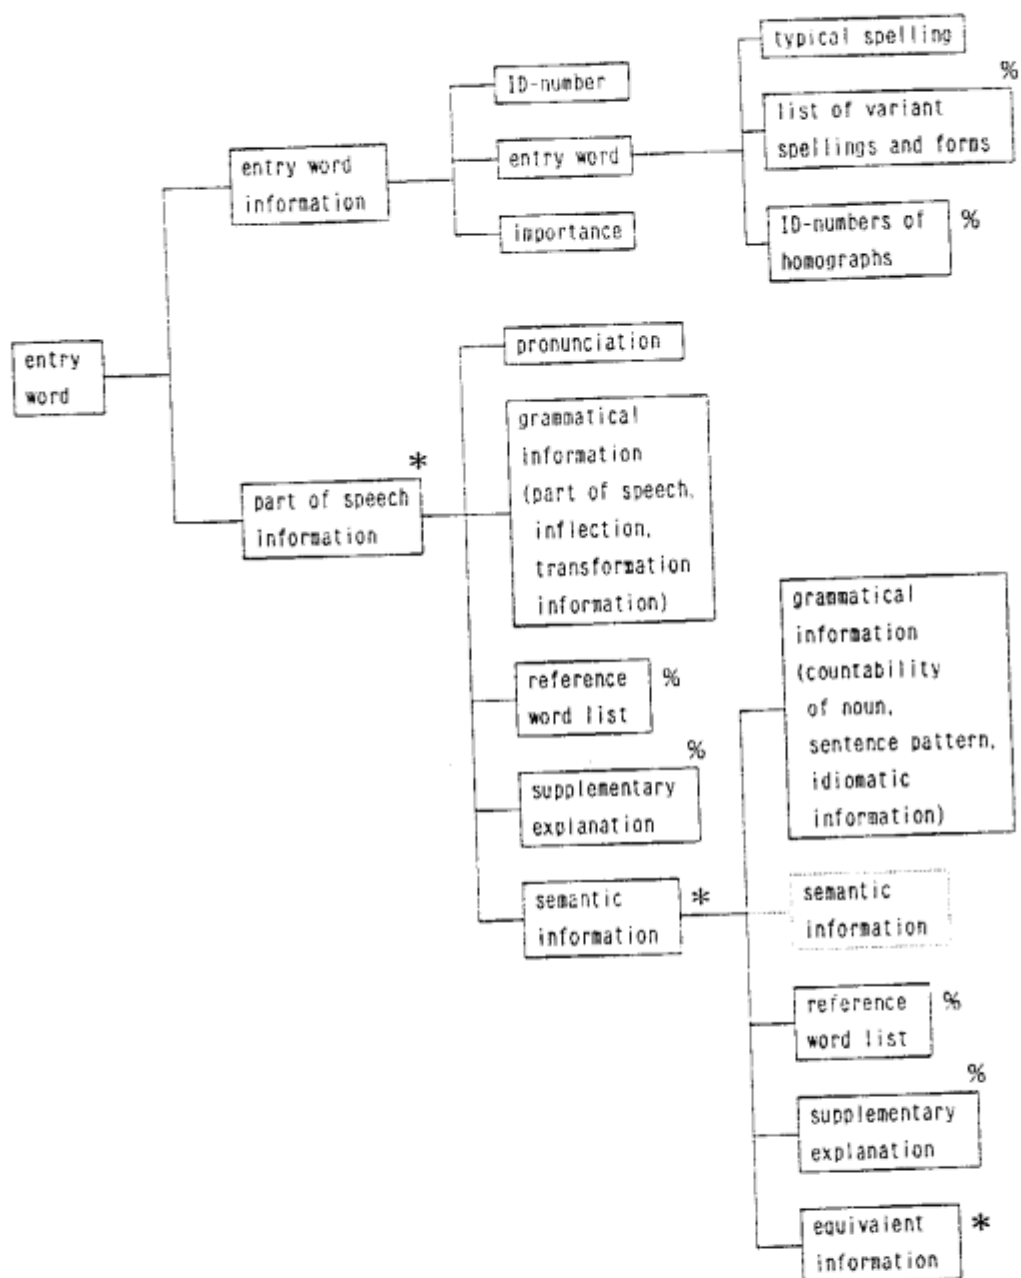 typical spelling
%
ID-number
list of variant
spellings and forms
entry word
entry word
information
importance
ID-numbers of %
homographs
pronunciation
entry
word
grammatical
information
(part of speech,
inflection,
transformation
information)
*
part of speech
information
grammatical
information
(countability
of noun,
sentence pattern,
idiomatic
information)
reference %
word list
%
supplementary
explanation
semantic *
information
semantic
information
reference %
word list
%
supplementary
explanation
equivalent *
information